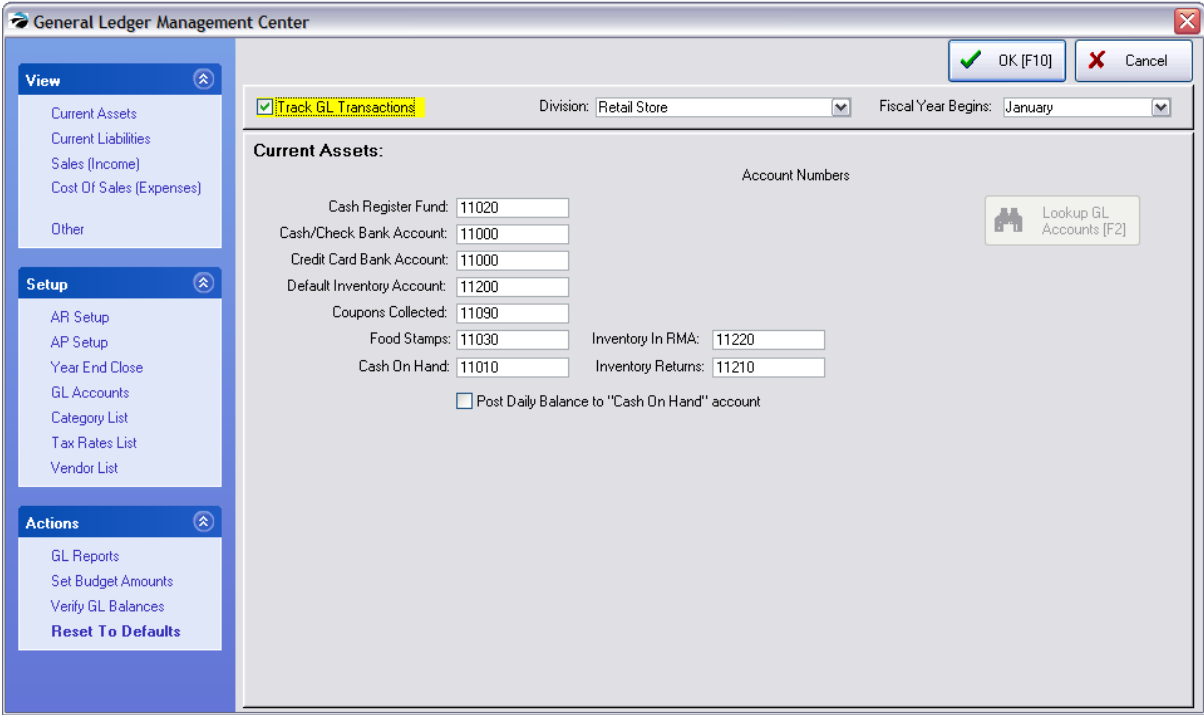 General Ledger Management Center
OK [F10]
Cancel
View
Current Assets
Current Liabilities
Sales (Income)
Cost Of Sales (Expenses)
Other
Setup
AR Setup
AP Setup
Year End Close
GL Accounts
Category List
Tax Rates List
Vendor List
Actions
GL Reports
Set Budget Amounts
Verify GL Balances
Reset To Defaults
Track GL Transactions
Division: Retail Store
Fiscal Year Begins: January
Current Assets:
Account Numbers
Lookup GL
Accounts [F2]
Cash Register Fund: 11020
Cash/Check Bank Account: 11000
Credit Card Bank Account: 11000
Default Inventory Account: 11200
Coupons Collected: 11090
Food Stamps: 11030 Inventory In RMA: 11220
Cash On Hand: 11010 Inventory Returns: 11210
Post Daily Balance to "Cash On Hand" account